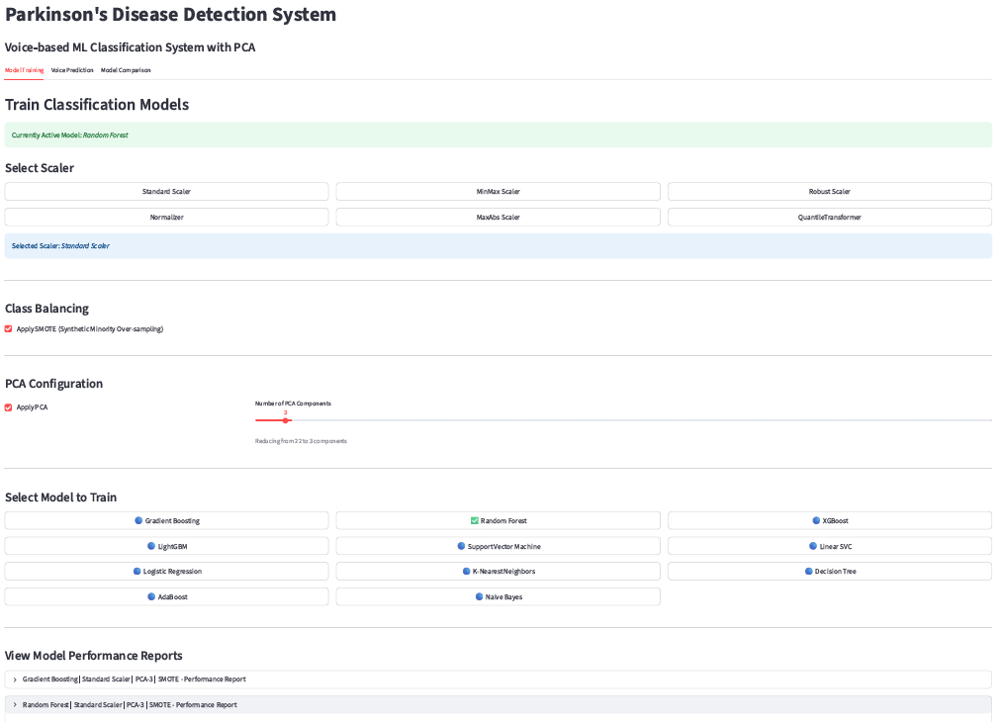 Parkinson's Disease Detection System
Voice-based ML Classification System with PCA
Model Training Voice Prediction Model Comparison
Train Classification Models
Currently Active Model: Random Forest
Select Scaler
Standard Scaler MinMax Scaler Robust Scaler
Normalizer MaxAbs Scaler QuantileTransformer
Selected Scaler: Standard Scaler
Class Balancing
Apply SMOTE (Synthetic Minority Over-sampling)
PCA Configuration
Apply PCA
Number of PCA Components
3
Reducing from 22 to 3 components
Select Model to Train
Gradient Boosting Random Forest XGBoost
LightGBM Support Vector Machine Linear SVC
Logistic Regression K-Nearest Neighbors Decision Tree
AdaBoost Naive Bayes
View Model Performance Reports
Gradient Boosting | Standard Scaler | PCA-3 | SMOTE - Performance Report
Random Forest | Standard Scaler | PCA-3 | SMOTE - Performance Report